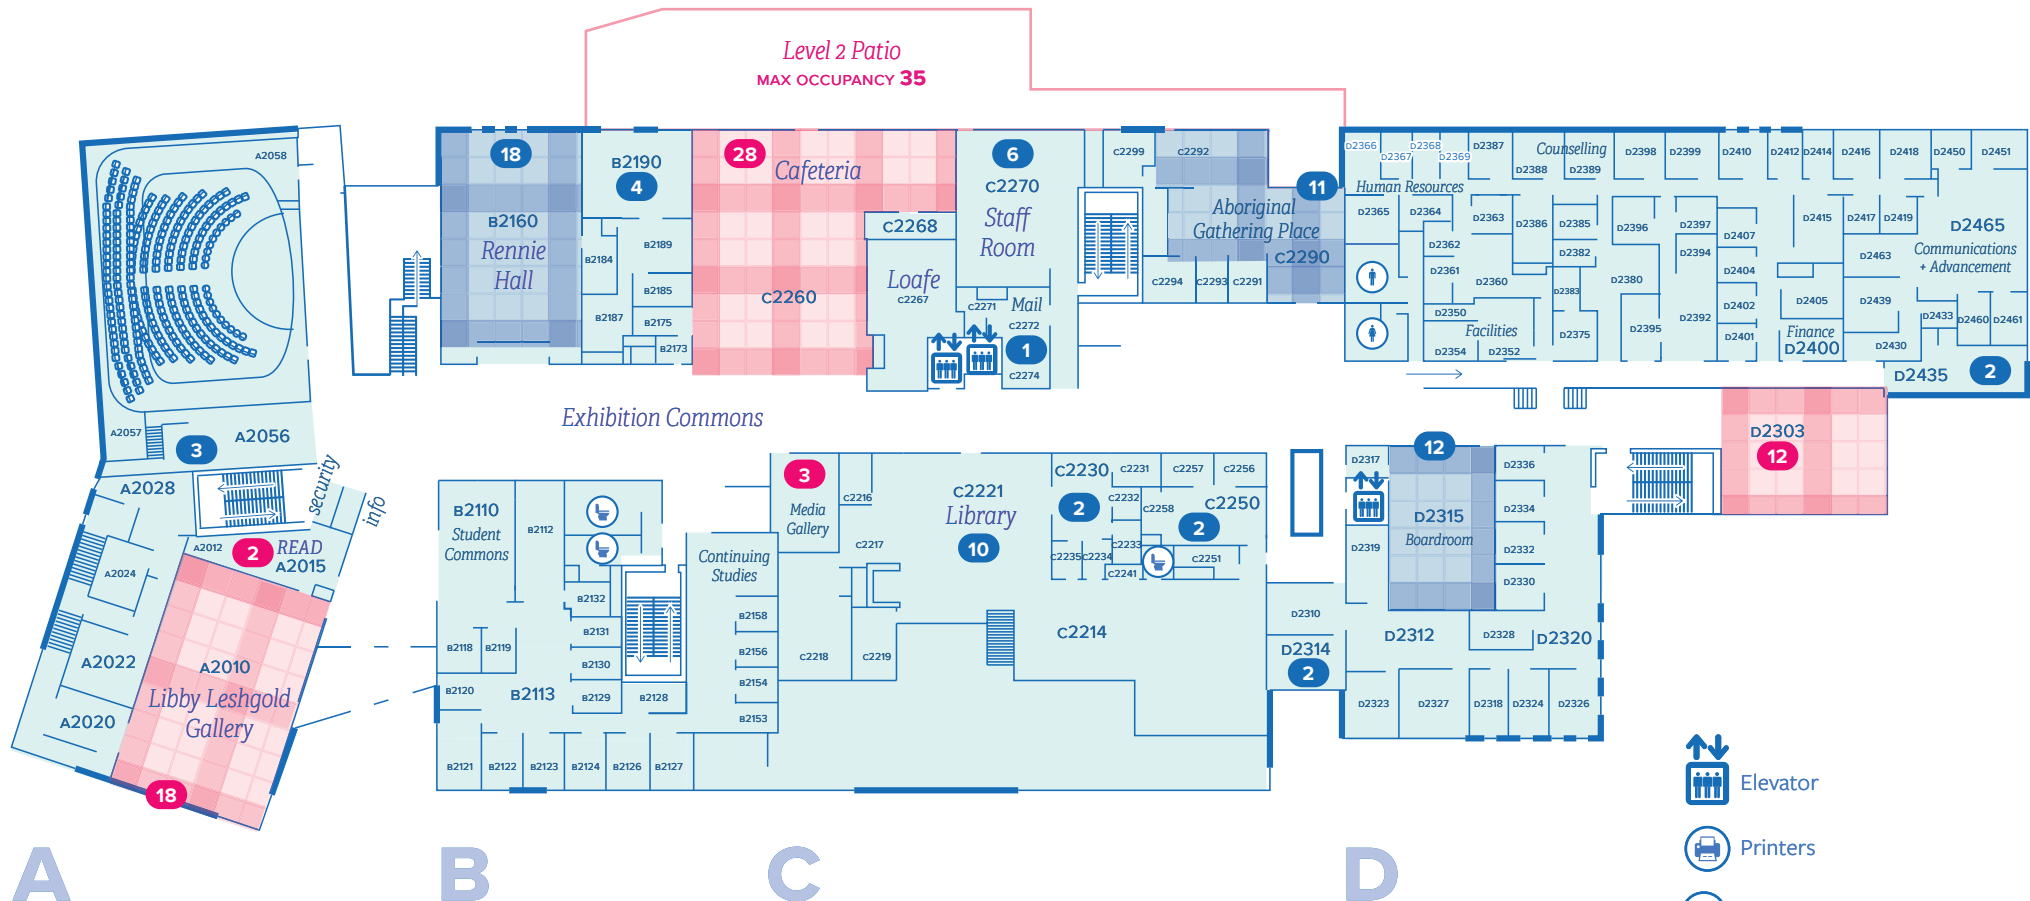 Level 2 Patio
MAX OCCUPANCY 35
A2058
18
B2160
Rennie
Hall
B2190
4
B2189
B2184
B2185
B2187
B2175
B2173
28
Cafeteria
C2260
C2268
Loafe
C2267
6
C2270
Staff
Room
Mail
C2271
C2272
1
C2274
C2299
C2292
11
Aboriginal
Gathering Place
C2290
C2294
C2293
C2291
D2366
D2367
D2368
D2369
D2387
Counselling
D2388
D2389
D2398
D2399
D2410
D2412
D2414
D2416
D2418
D2450
D2451
Human Resources
D2365
D2364
D2363
D2386
D2385
D2396
D2397
D2407
D2415
D2417
D2419
D2465
Communications
+ Advancement
D2362
D2382
D2394
D2463
D2361
D2360
D2383
D2380
D2404
D2402
D2405
D2439
D2350
Facilities
D2375
D2395
D2392
D2401
Finance
D2400
D2433
D2460
D2461
D2430
D2354
D2352
D2435
2
A2057
3
A2056
Exhibition Commons
A2028
security
info
A2012
2
READ
A2015
A2024
A2022
A2010
Libby Leshgold
Gallery
A2020
18
B2110
Student
Commons
B2112
B2132
B2131
B2118
B2119
B2130
B2120
B2113
B2129
B2128
B2121
B2122
B2123
B2124
B2126
B2127
Continuing
Studies
B2158
B2156
B2154
B2153
3
Media
Gallery
C2216
C2217
C2218
C2219
C2221
Library
10
C2214
C2230
2
C2231
C2257
C2256
C2232
C2258
C2250
2
C2233
C2235
C2234
C2241
C2251
D2310
D2314
2
D2317
12
D2315
Boardroom
D2319
D2336
D2334
D2332
D2330
D2312
D2328
D2320
D2323
D2327
D2318
D2324
D2326
D2303
12
Elevator
Printers
A
B
C
D